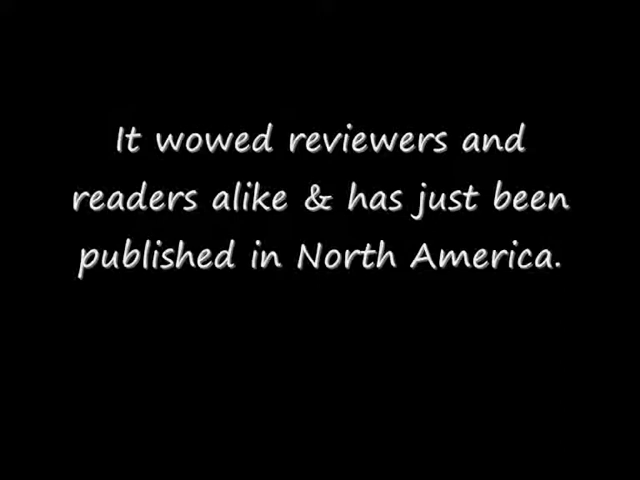 It wowed reviewers and
readers alike & has just been
published in North America.